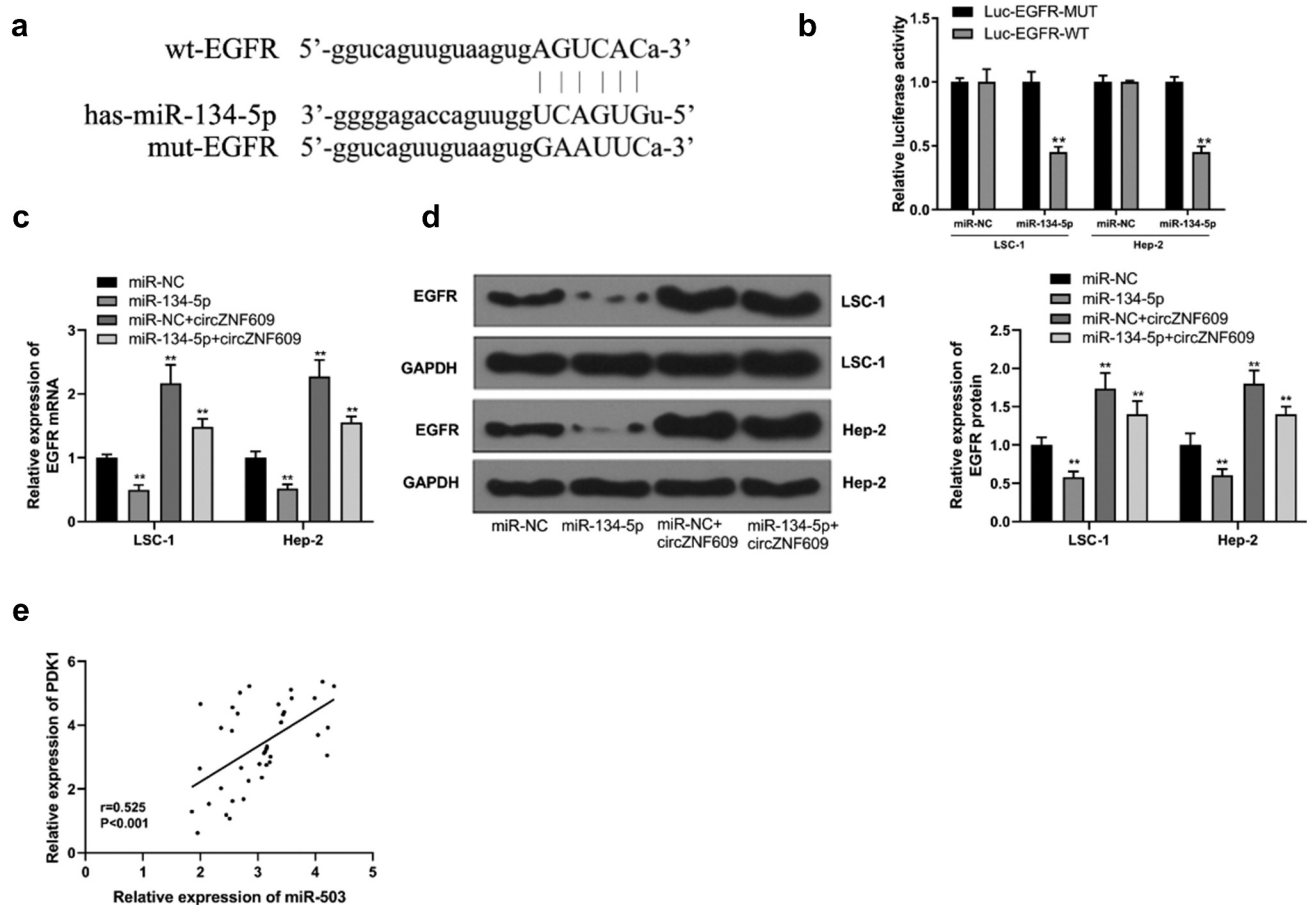 a
wt-EGFR 5’-ggucaguuguaagugAGUCACa-3’
has-miR-134-5p 3’-ggggagaccaguuggUCAGUGu-5’
mut-EGFR 5’-ggucaguuguaagugGAAUUCa-3’
b
Luc-EGFR-MUT
Luc-EGFR-WT
Relative luciferase activity
1.5
1.0
0.5
0.0
**
**
miR-NC miR-134-5p miR-NC miR-134-5p
LSC-1 Hep-2
c
miR-NC
miR-134-5p
miR-NC+circZNF609
miR-134-5p+circZNF609
Relative expression of
EGFR mRNA
3
2
1
0
** ** ** ** ** **
LSC-1 Hep-2
d
EGFR LSC-1
GAPDH LSC-1
EGFR Hep-2
GAPDH Hep-2
miR-NC miR-134-5p miR-NC+ miR-134-5p+
circZNF609 circZNF609
miR-NC
miR-134-5p
miR-NC+circZNF609
miR-134-5p+circZNF609
Relative expression of
EGFR protein
2.5
2.0
1.5
1.0
0.5
0.0
** ** ** ** ** **
LSC-1 Hep-2
e
Relative expression of PDK1
6
4
2
0
r=0.525
P<0.001
0 1 2 3 4 5
Relative expression of miR-503